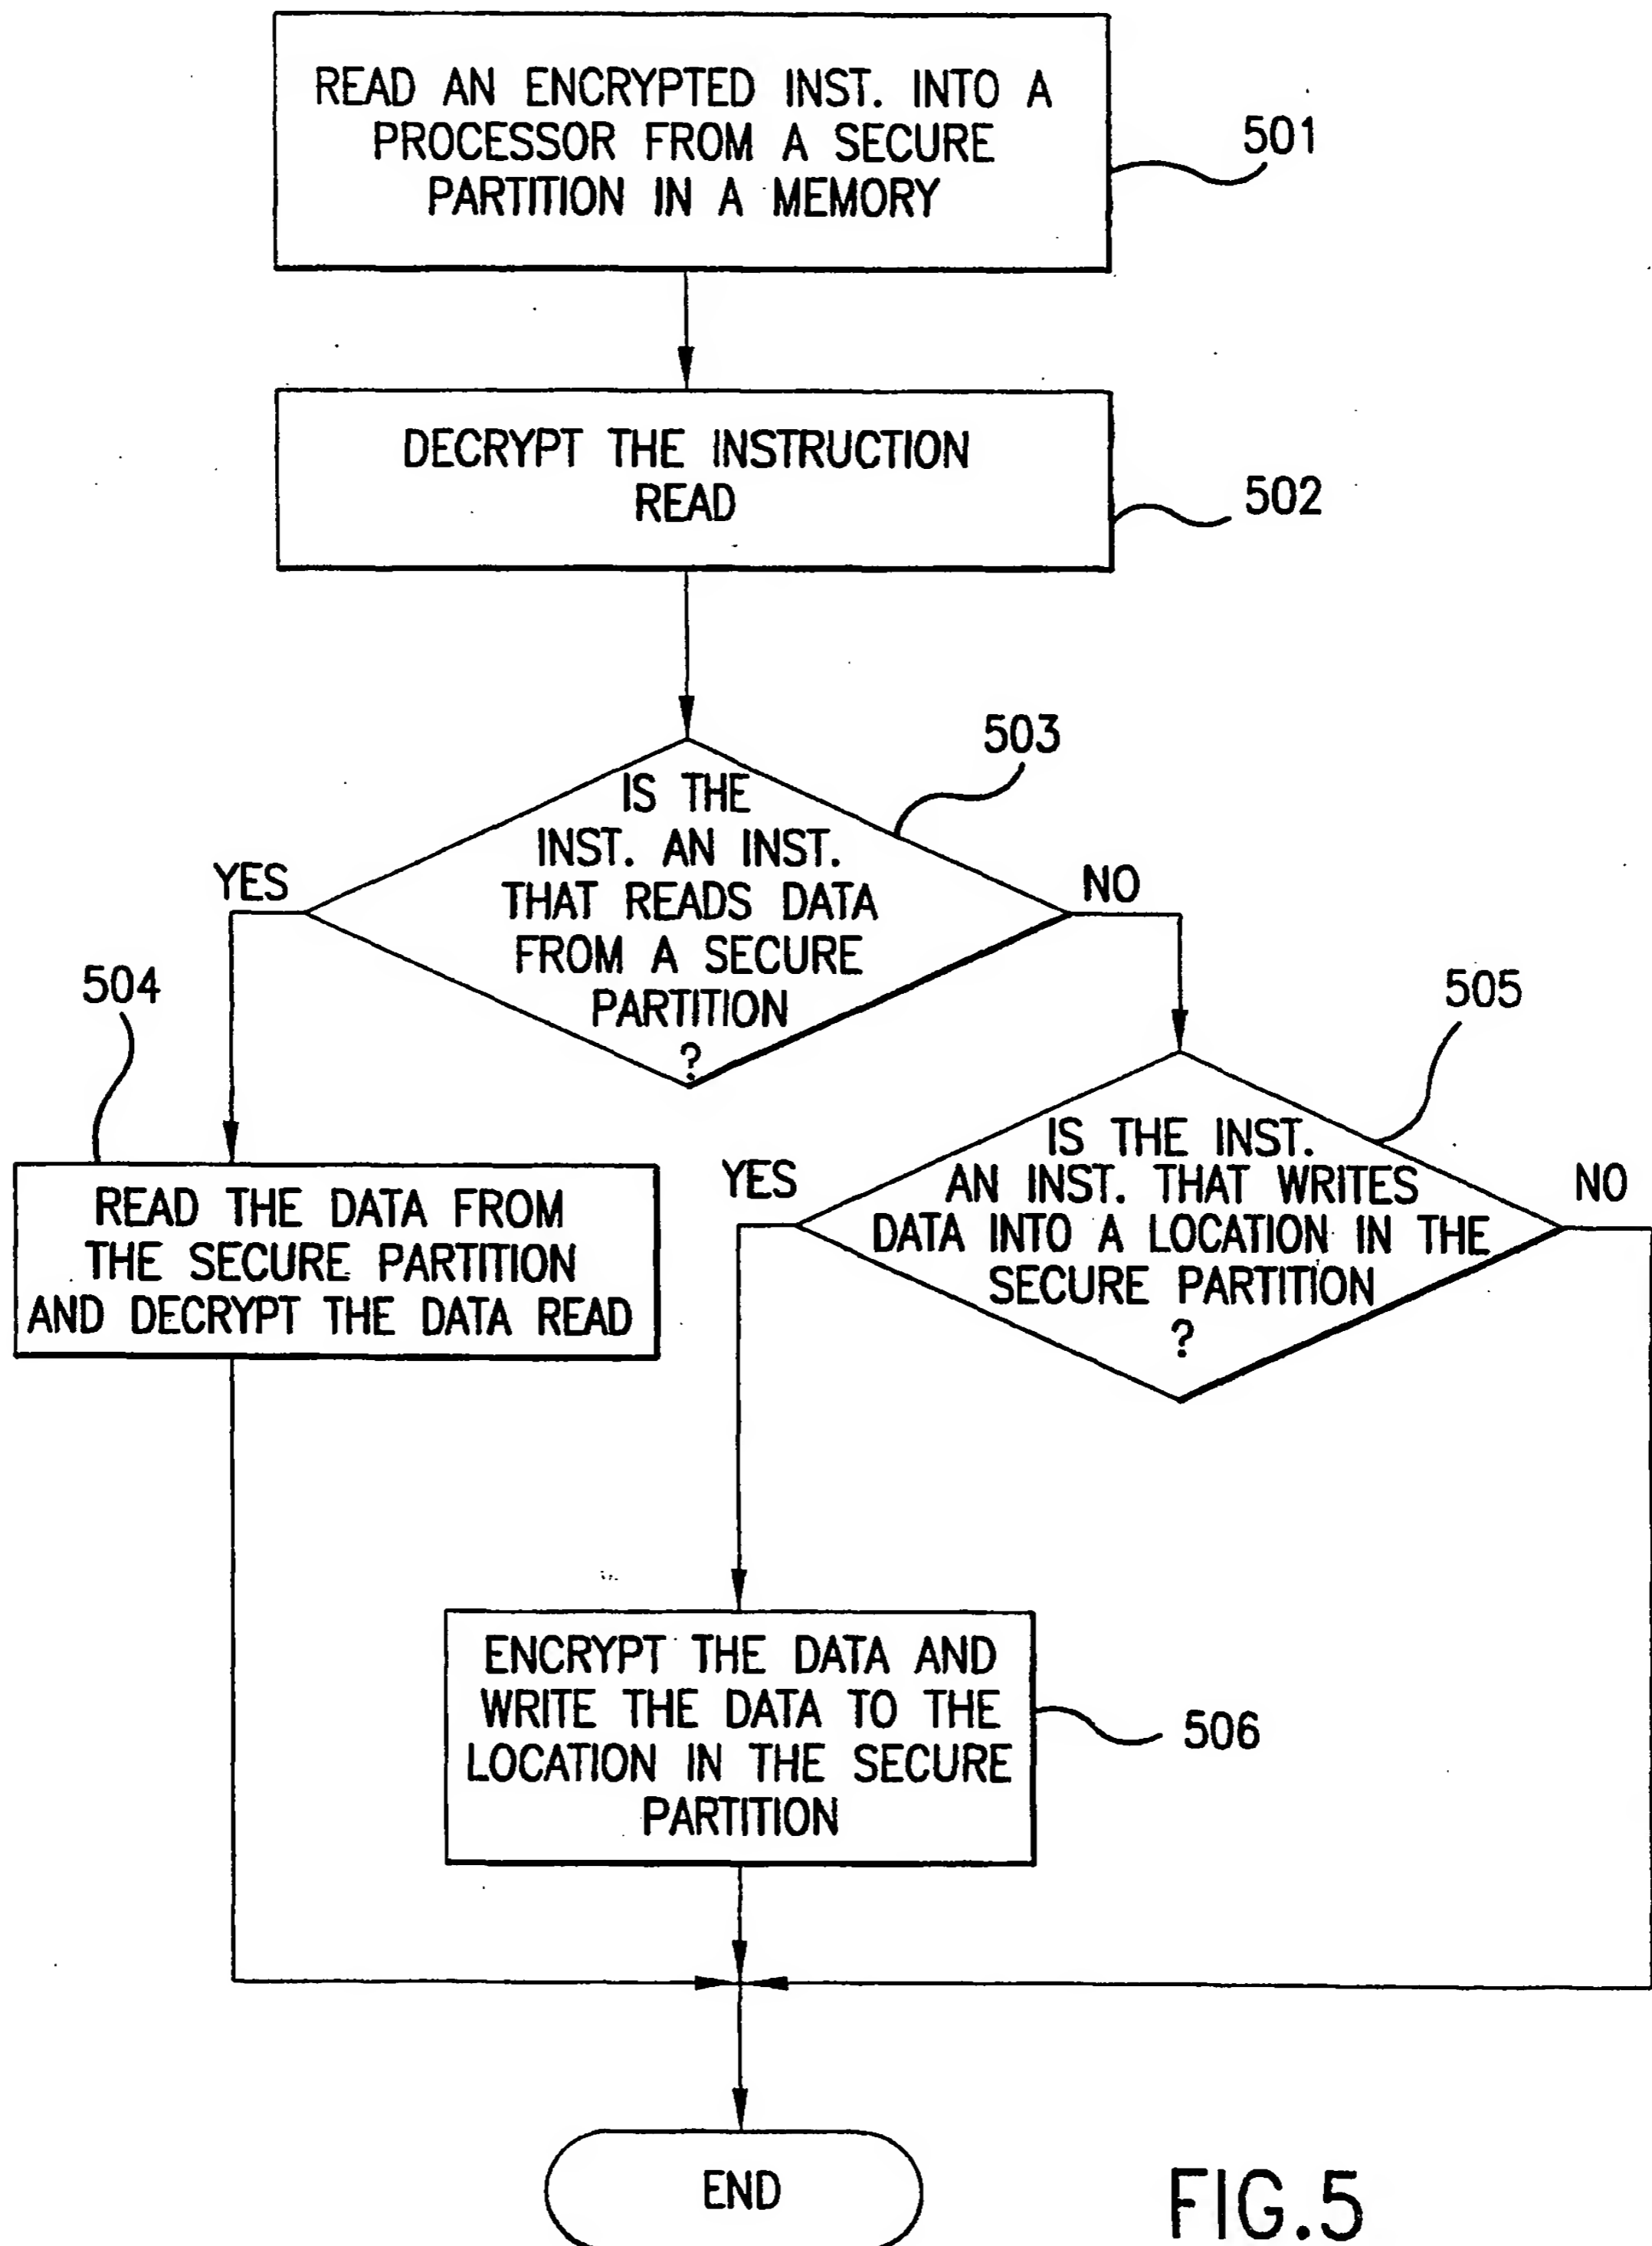 READ AN ENCRYPTED INST. INTO A
PROCESSOR FROM A SECURE
PARTITION IN A MEMORY
501
DECRYPT THE INSTRUCTION
READ
502
503
IS THE
INST. AN INST.
THAT READS DATA
FROM A SECURE
PARTITION
?
YES
NO
504
READ THE DATA FROM
THE SECURE PARTITION
AND DECRYPT THE DATA READ
505
IS THE INST.
AN INST. THAT WRITES
DATA INTO A LOCATION IN THE
SECURE PARTITION
?
YES
NO
ENCRYPT THE DATA AND
WRITE THE DATA TO THE
LOCATION IN THE SECURE
PARTITION
506
END
FIG.5